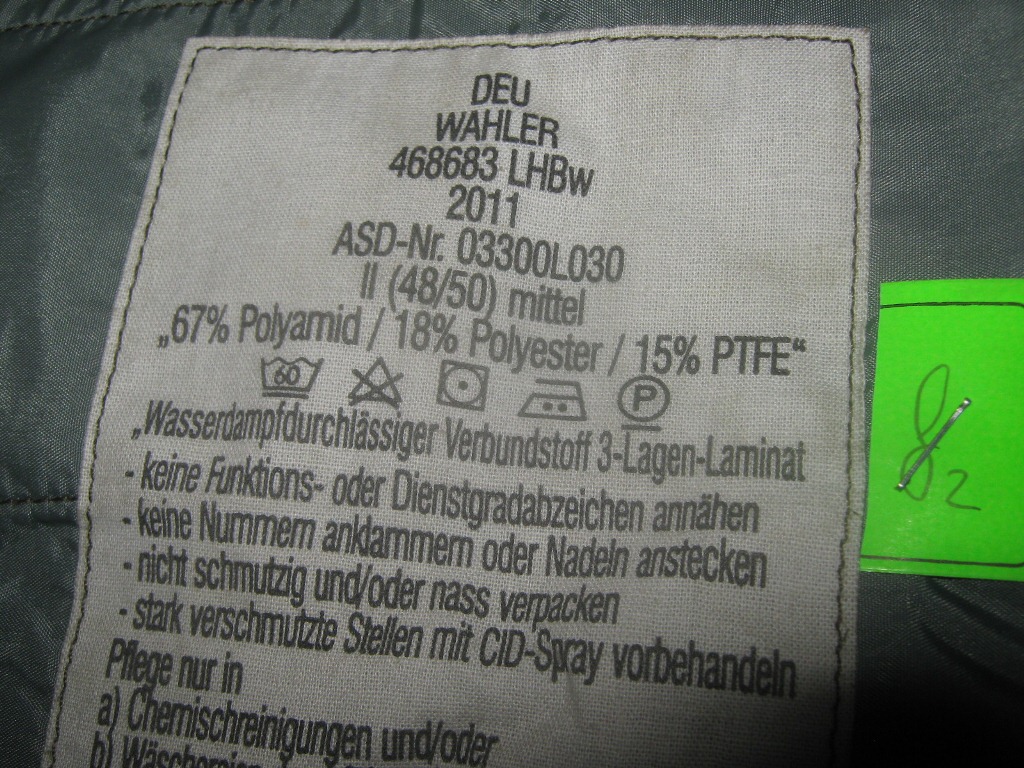 DEU
WAHLER
468683 LHBw
2011
ASD-Nr. 03300L030
II (48/50) mittel
„67% Polyamid / 18% Polyester / 15% PTFE“
60 P
„Wasserdampfdurchlässiger Verbundstoff 3-Lagen-Laminat
- keine Funktions- oder Dienstgradabzeichen annähen
- keine Nummern anklammern oder Nadeln anstecken
- nicht schmutzig und/oder nass verpacken
- stark verschmutzte Stellen mit CID-Spray vorbehandeln
Pflege nur in
a) Chemischreinigungen und/oder
b)